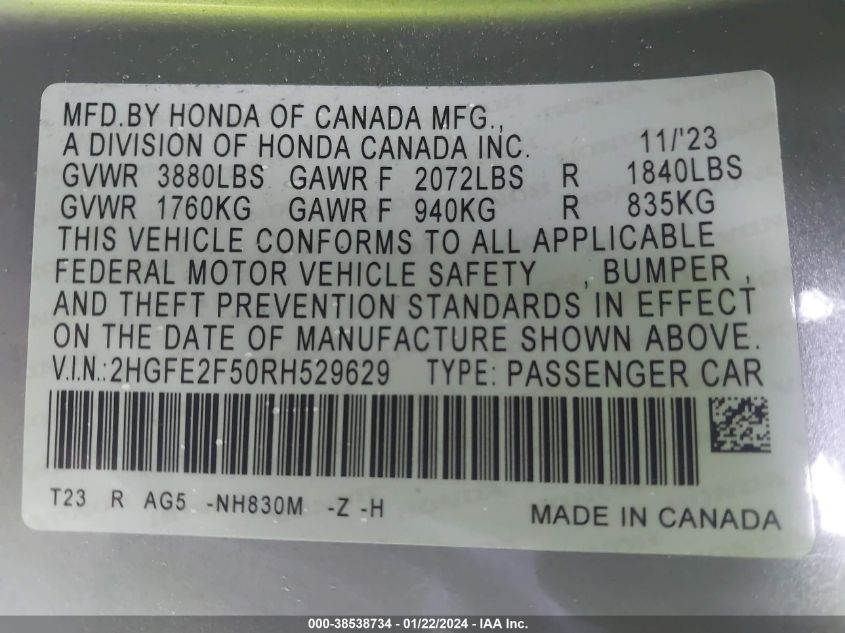 MFD.BY HONDA OF CANADA MFG.,
A DIVISION OF HONDA CANADA INC. 11/'23
GVWR 3880LBS GAWR F 2072LBS R 1840LBS
GVWR 1760KG GAWR F 940KG R 835KG
THIS VEHICLE CONFORMS TO ALL APPLICABLE
FEDERAL MOTOR VEHICLE SAFETY , BUMPER ,
AND THEFT PREVENTION STANDARDS IN EFFECT
ON THE DATE OF MANUFACTURE SHOWN ABOVE.
V.I.N.:2HGFE2F50RH529629 TYPE: PASSENGER CAR
T23 R AG5 -NH830M -Z -H
MADE IN CANADA
000-38538734 - 01/22/2024 - IAA Inc.